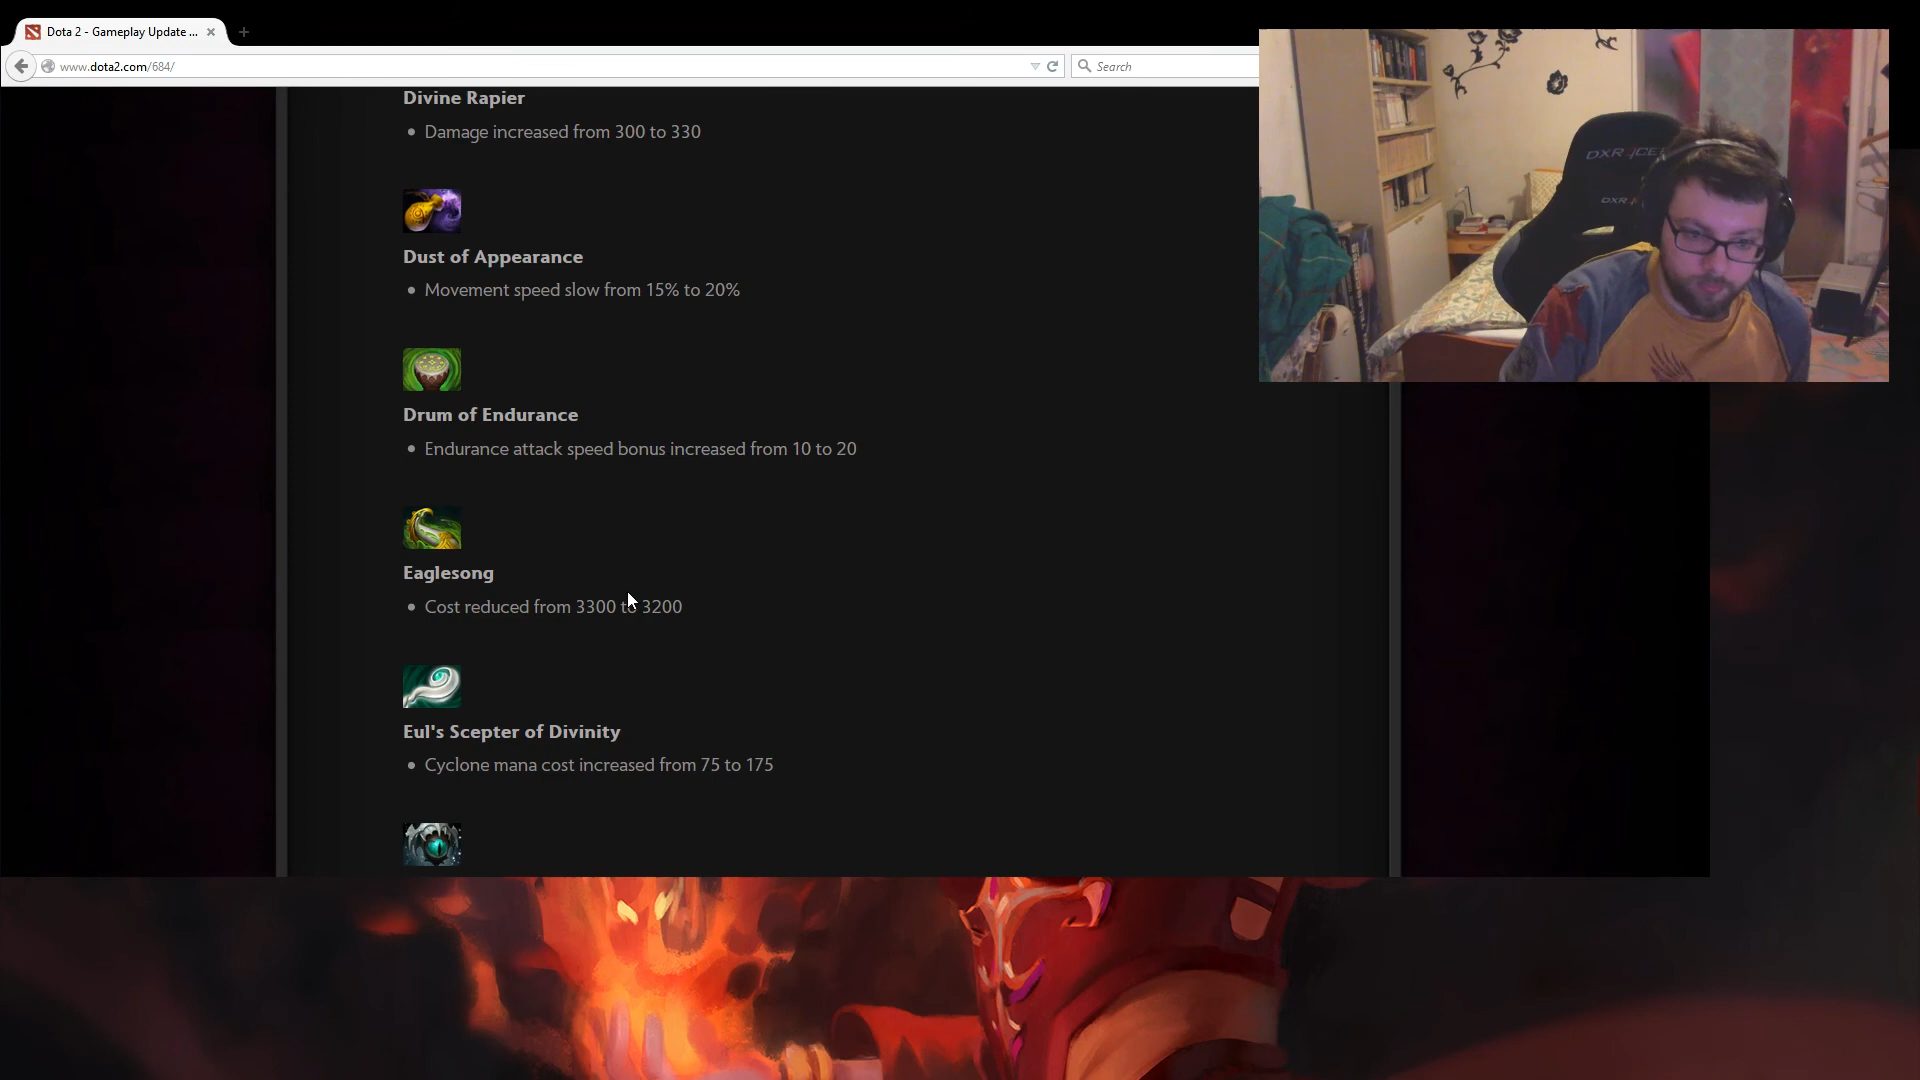 Dota 2 - Gameplay Update ...
www.dota2.com/684/
Search
Divine Rapier
• Damage increased from 300 to 330
Dust of Appearance
• Movement speed slow from 15% to 20%
Drum of Endurance
• Endurance attack speed bonus increased from 10 to 20
Eaglesong
• Cost reduced from 3300 to 3200
Eul's Scepter of Divinity
• Cyclone mana cost increased from 75 to 175